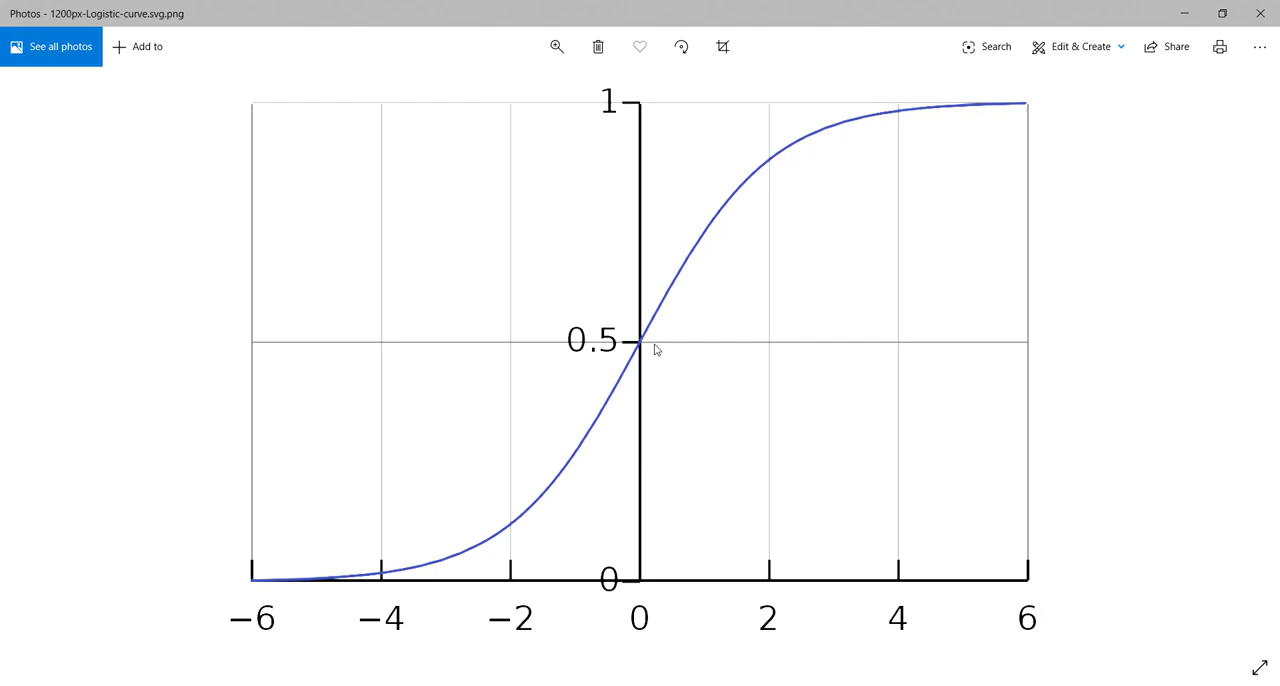 Photos - 1200px-Logistic-curve.svg.png
See all photos
Add to
Search
Edit & Create
Share
1
0.5
0
−6
−4
−2
0
2
4
6